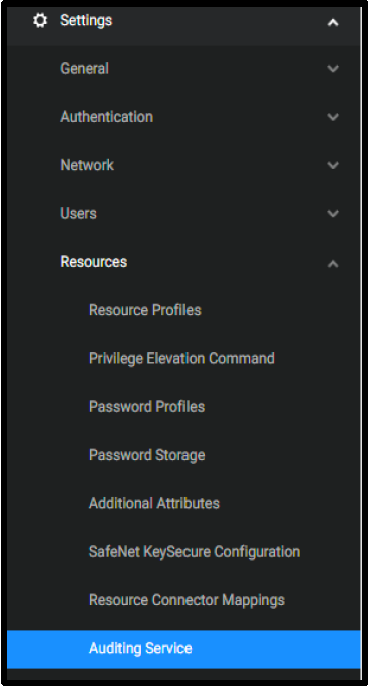 Settings
General
Authentication
Network
Users
Resources
Resource Profiles
Privilege Elevation Command
Password Profiles
Password Storage
Additional Attributes
SafeNet KeySecure Configuration
Resource Connector Mappings
Auditing Service